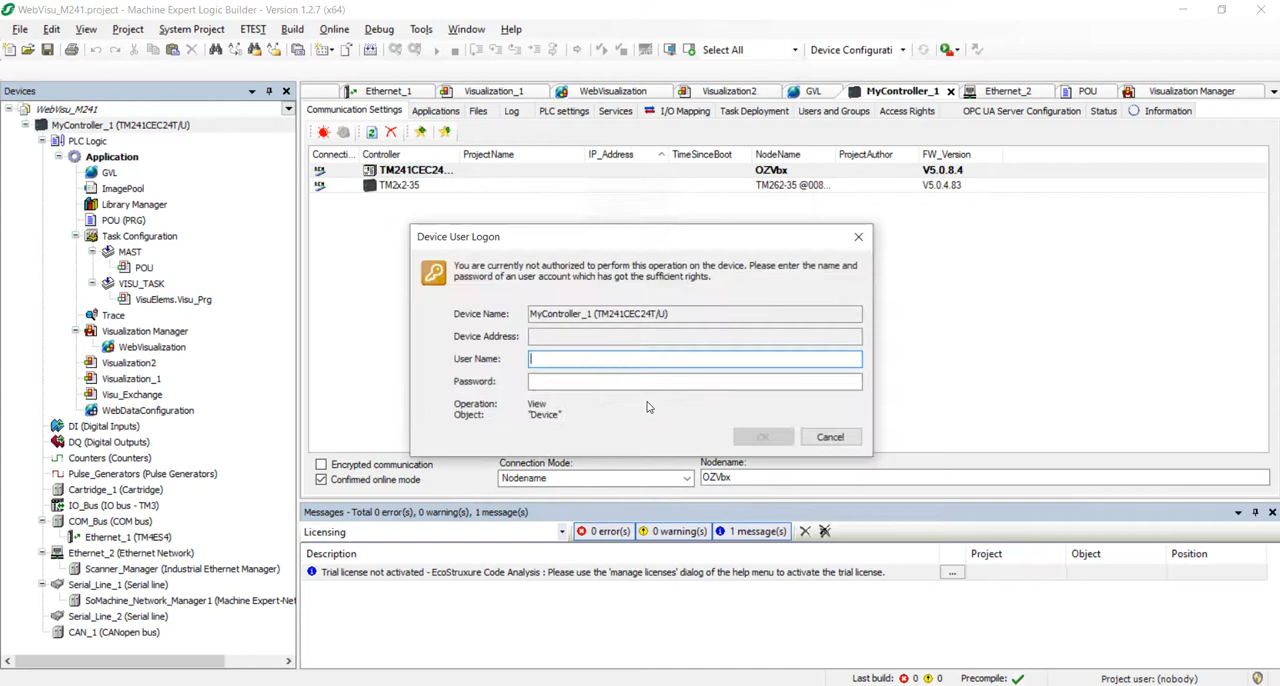 WebVisu_M241.project - Machine Expert Logic Builder - Version 1.2.7 (x64)
File Edit View Project System Project ETEST Build Online Debug Tools Window Help
Select All Device Configurati
Devices
Ethernet_1 Visualization_1 WebVisualization Visualization2 GVL MyController_1 Ethernet_2 POU Visualization Manager
WebVisu_M241
MyController_1 (TM241CEC24T/U)
PLC Logic
Application
GVL
ImagePool
Library Manager
POU (PRG)
Task Configuration
MAST
POU
VISU_TASK
VisuElems.Visu_Prg
Trace
Visualization Manager
WebVisualization
Visualization2
Visualization_1
Visu_Exchange
WebDataConfiguration
DI (Digital Inputs)
DQ (Digital Outputs)
Counters (Counters)
Pulse_Generators (Pulse Generators)
Cartridge_1 (Cartridge)
IO_Bus (IO bus - TM3)
COM_Bus (COM bus)
Ethernet_1 (TM4ES4)
Ethernet_2 (Ethernet Network)
Scanner_Manager (Industrial Ethernet Manager)
Serial_Line_1 (Serial line)
SoMachine_Network_Manager1 (Machine Expert-Net
Serial_Line_2 (Serial line)
CAN_1 (CANopen bus)
Communication Settings Applications Files Log PLC settings Services I/O Mapping Task Deployment Users and Groups Access Rights OPC UA Server Configuration Status Information
Connecti... Controller ProjectName IP_Address TimeSinceBoot NodeName ProjectAuthor FW_Version
TM241CEC24... OZVbx V5.0.8.4
TM2x2-35 TM262-35 @008... V5.0.4.83
Device User Logon
You are currently not authorized to perform this operation on the device. Please enter the name and
password of an user account which has got the sufficient rights.
Device Name: MyController_1 (TM241CEC24T/U)
Device Address:
User Name:
Password:
Operation: View
Object: "Device"
OK Cancel
Encrypted communication
Confirmed online mode
Connection Mode:
Nodename
Nodename:
OZVbx
Messages - Total 0 error(s), 0 warning(s), 1 message(s)
Licensing 0 error(s) 0 warning(s) 1 message(s)
Description Project Object Position
Trial license not activated - EcoStruxure Code Analysis : Please use the 'manage licenses' dialog of the help menu to activate the trial license. ...
Last build: 0 0 Precompile: Project user: (nobody)